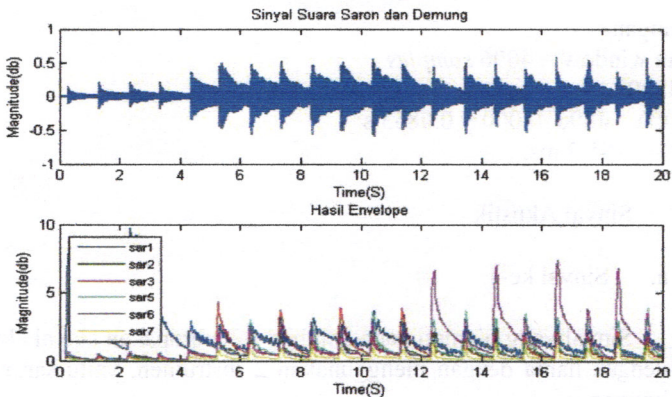 Sinyal Suara Saron dan Demung
Magnitude(db)
1
0.5
0
-0.5
-1
0 2 4 6 8 10 12 14 16 18 20
Time(S)
Hasil Envelope
Magnitude(db)
10
5
0
sar1
sar2
sar3
sar5
sar6
sar7
0 2 4 6 8 10 12 14 16 18 20
Time(S)